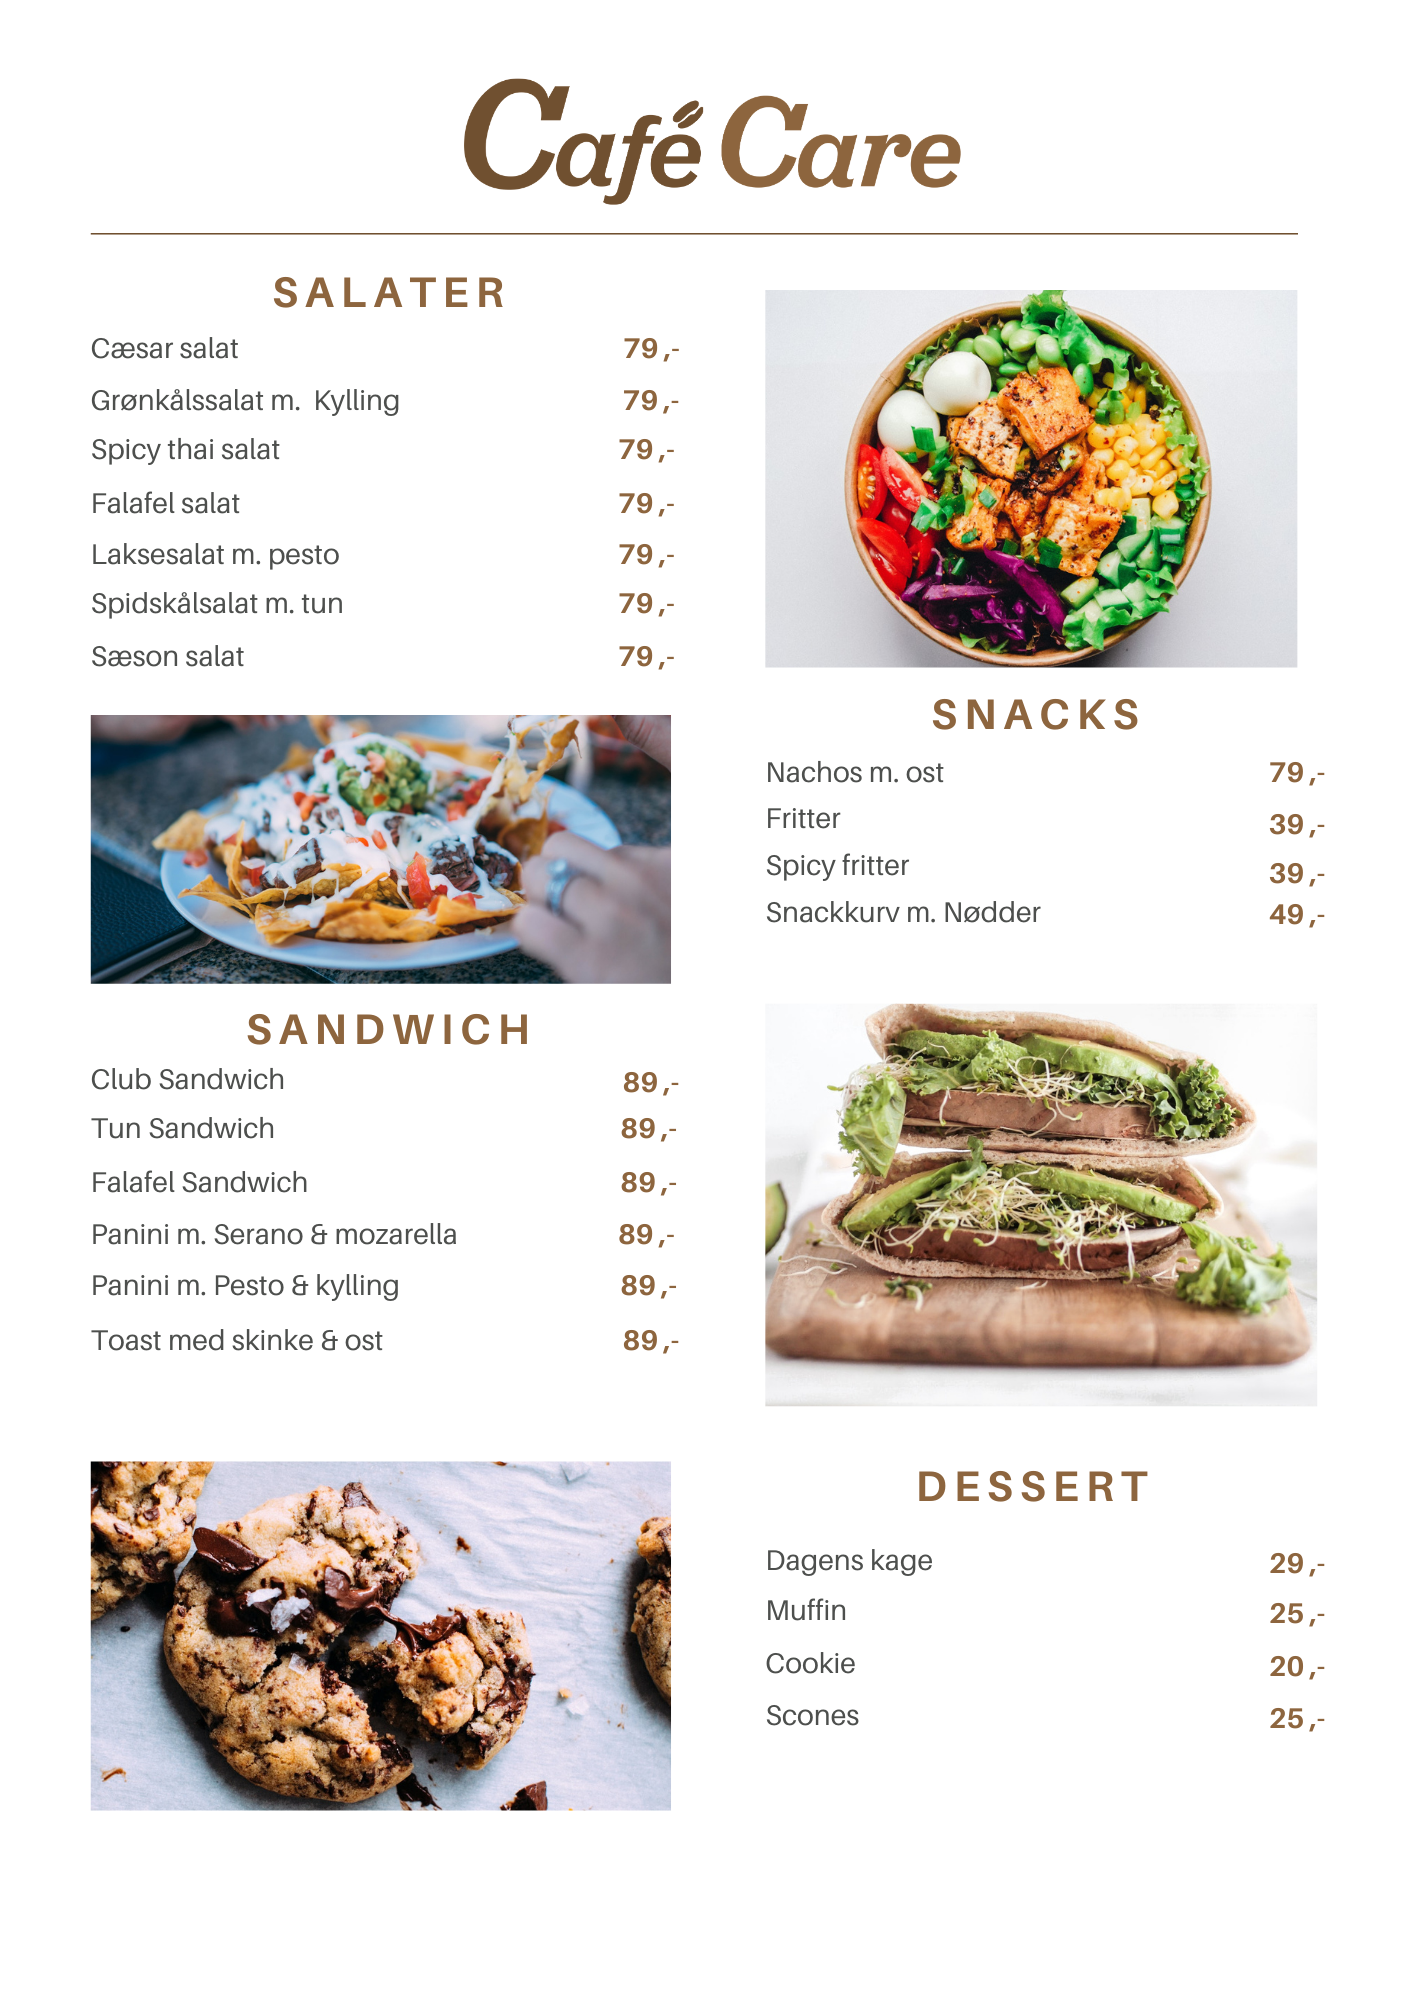 Café Care
SALATER
Cæsar salat 79,-
Grønkålssalat m. Kylling 79,-
Spicy thai salat 79,-
Falafel salat 79,-
Laksesalat m. pesto 79,-
Spidskålsalat m. tun 79,-
Sæson salat 79,-
SNACKS
Nachos m. ost 79,-
Fritter 39,-
Spicy fritter 39,-
Snackkurv m. Nødder 49,-
SANDWICH
Club Sandwich 89,-
Tun Sandwich 89,-
Falafel Sandwich 89,-
Panini m. Serano & mozarella 89,-
Panini m. Pesto & kylling 89,-
Toast med skinke & ost 89,-
DESSERT
Dagens kage 29,-
Muffin 25,-
Cookie 20,-
Scones 25,-